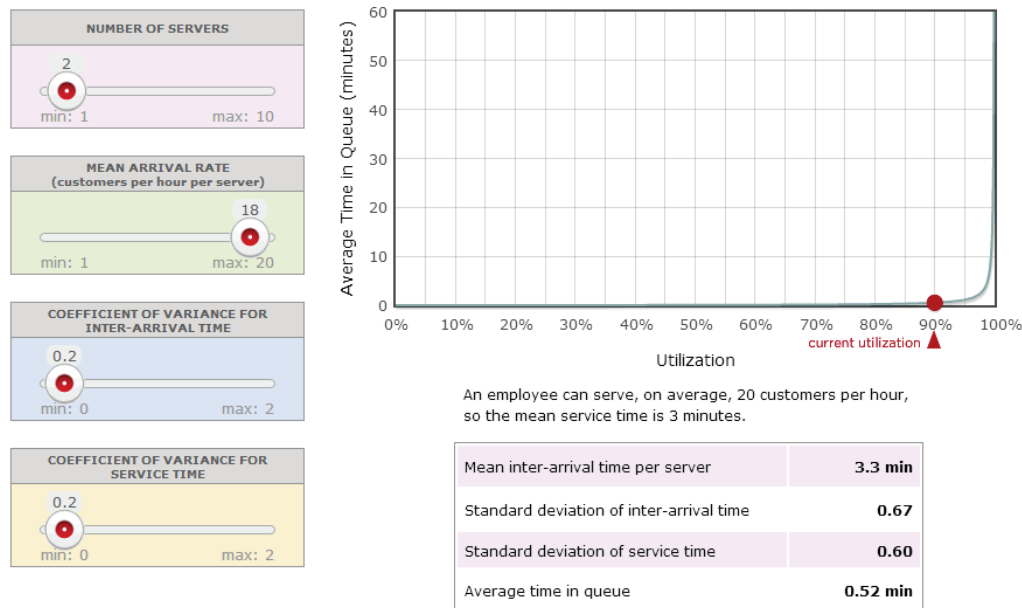 NUMBER OF SERVERS
2
min: 1 max: 10
MEAN ARRIVAL RATE
(customers per hour per server)
18
min: 1 max: 20
COEFFICIENT OF VARIANCE FOR
INTER-ARRIVAL TIME
0.2
min: 0 max: 2
COEFFICIENT OF VARIANCE FOR
SERVICE TIME
0.2
min: 0 max: 2
Average Time in Queue (minutes)
60
50
40
30
20
10
0
0% 10% 20% 30% 40% 50% 60% 70% 80% 90% 100%
current utilization
Utilization
An employee can serve, on average, 20 customers per hour,
so the mean service time is 3 minutes.
Mean inter-arrival time per server 3.3 min
Standard deviation of inter-arrival time 0.67
Standard deviation of service time 0.60
Average time in queue 0.52 min